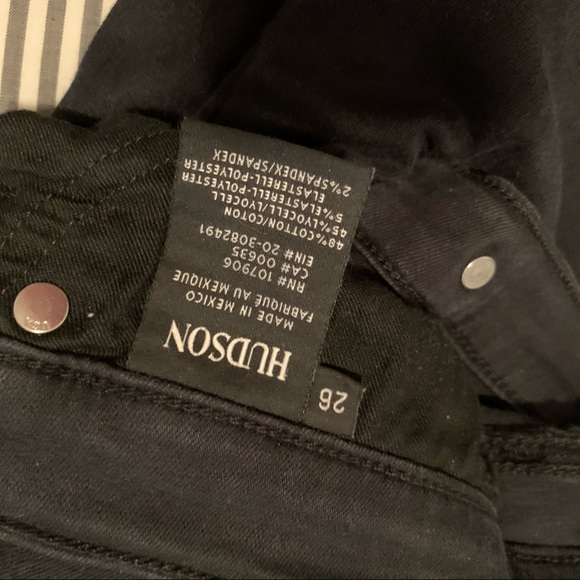 26
HUDSON
MADE IN MEXICO
FABRIQUÉ AU MEXIQUE
RN# 107906
CA# 00635
EIN# 20-3082491
48%COTTON/COTON
45%LYOCELL/LYOCELL
5%ELASTERELL-POLYESTER
ELASTERELL-POLYESTER
2%SPANDEX/SPANDEX